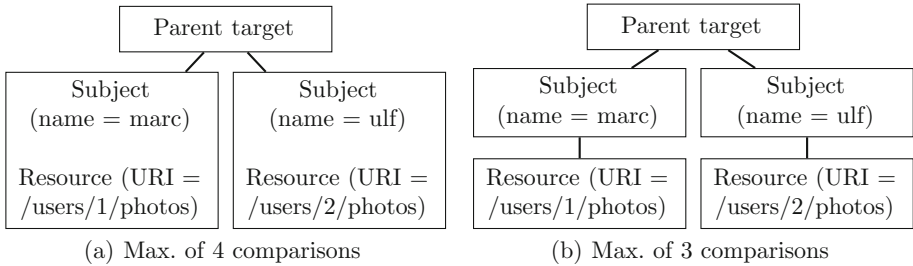 Parent target
Subject
(name = marc)
Resource (URI =
/users/1/photos)
Subject
(name = ulf)
Resource (URI =
/users/2/photos)
(a) Max. of 4 comparisons
Parent target
Subject
(name = marc)
Resource (URI =
/users/1/photos)
Subject
(name = ulf)
Resource (URI =
/users/2/photos)
(b) Max. of 3 comparisons